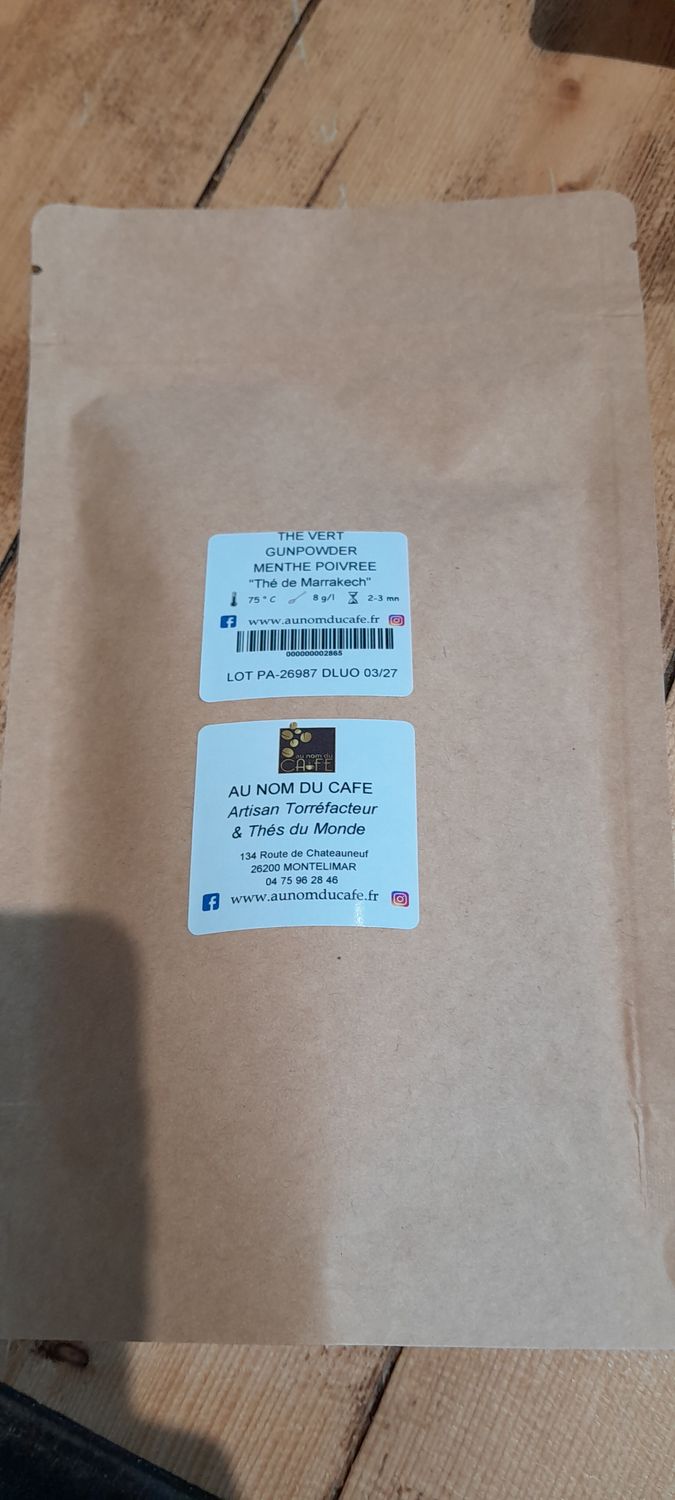 THE VERT
GUNPOWDER
MENTHE POIVREE
"Thé de Marrakech"
75 ° C 8 g/l 2-3 mn
www.aunomducafe.fr
000000002865
LOT PA-26987 DLUO 03/27
au nom du
CAFE
AU NOM DU CAFE
Artisan Torréfacteur
& Thés du Monde
134 Route de Chateauneuf
26200 MONTELIMAR
04 75 96 28 46
www.aunomducafe.fr